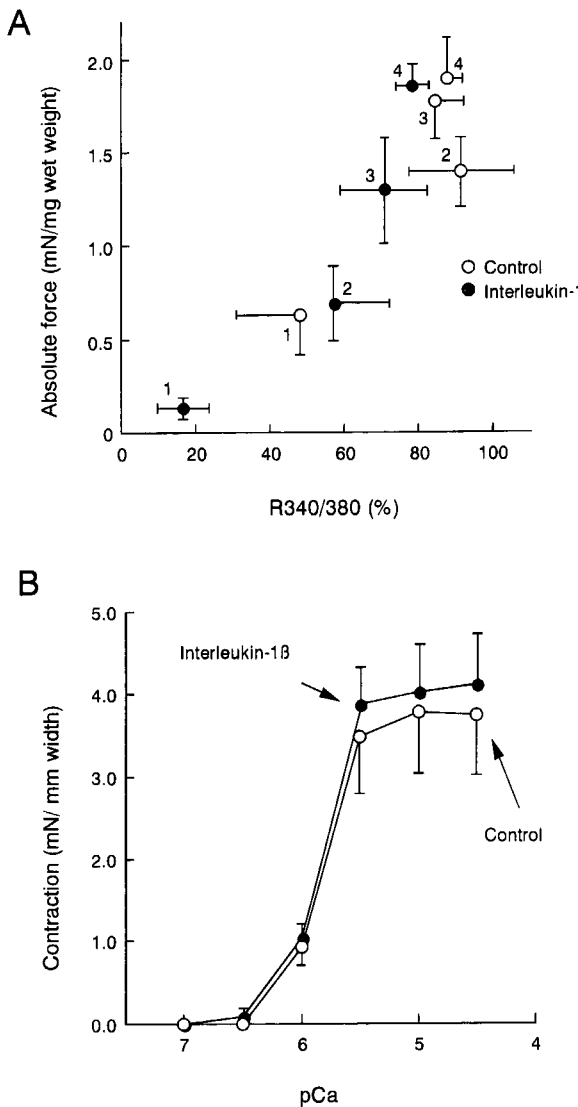 A
Absolute force (mN/mg wet weight)
2.0
1.5
1.0
0.5
0
0 20 40 60 80 100
R340/380 (%)
4
4
3
2
3
2
1
1
Control
Interleukin-1
B
Contraction (mN/ mm width)
5.0
4.0
3.0
2.0
1.0
0.0
7 6 5 4
pCa
Interleukin-1ß
Control